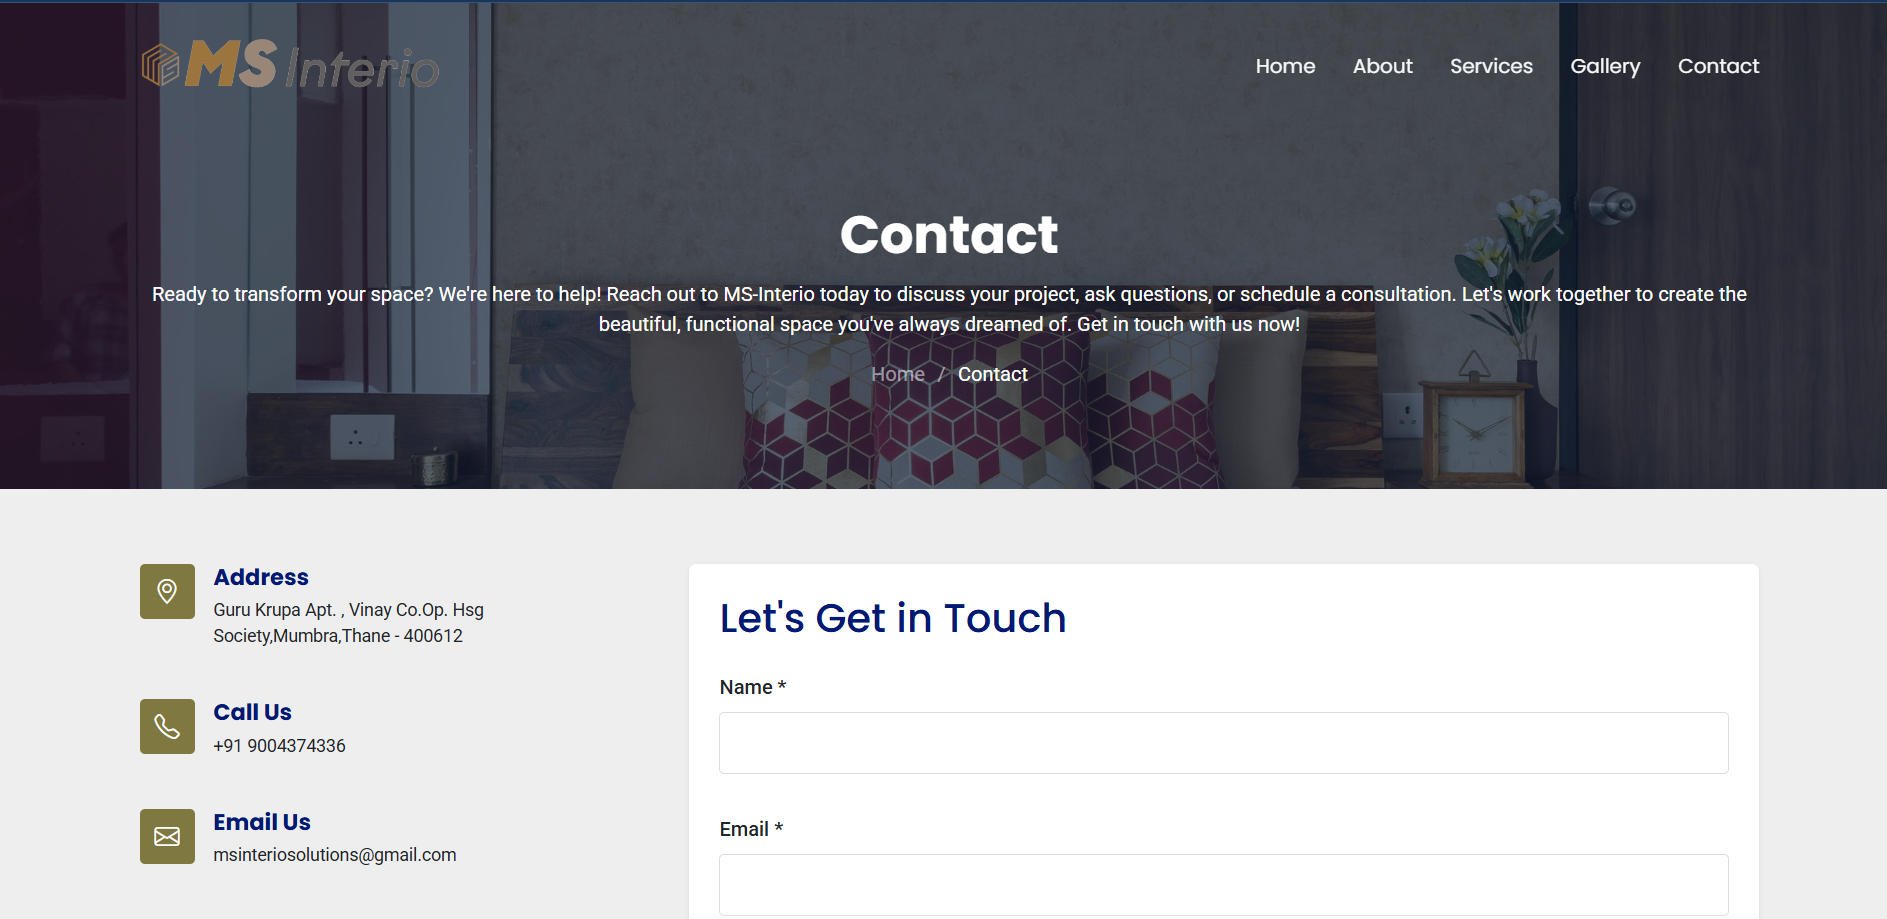 MS Interio
Home About Services Gallery Contact
Contact
Ready to transform your space? We're here to help! Reach out to MS-Interio today to discuss your project, ask questions, or schedule a consultation. Let's work together to create the
beautiful, functional space you've always dreamed of. Get in touch with us now!
Home / Contact
Address
Guru Krupa Apt. , Vinay Co.Op. Hsg
Society,Mumbra,Thane - 400612
Call Us
+91 9004374336
Email Us
msinteriosolutions@gmail.com
Let's Get in Touch
Name *
Email *